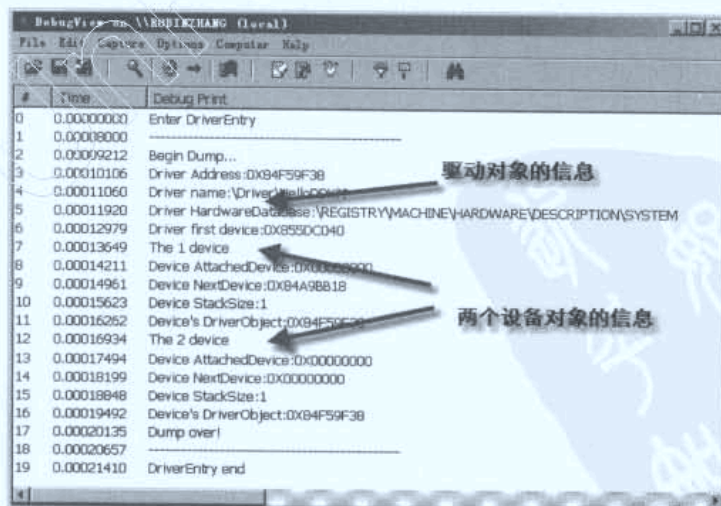 DebugView on \\ROBINZHANG (local)
File Edit Capture Options Computer Help
# Time Debug Print
0 0.00000000 Enter DriverEntry
1 0.00008000 ----------------------------------------------
2 0.00009212 Begin Dump...
3 0.00010106 Driver Address:0X84F59F38
4 0.00011060 Driver name:\Driver\HelloDDK
驱动对象的信息
5 0.00011920 Driver HardwareDatabase:\REGISTRY\MACHINE\HARDWARE\DESCRIPTION\SYSTEM
6 0.00012979 Driver first device:0X855DC040
7 0.00013649 The 1 device
8 0.00014211 Device AttachedDevice:0X00000000
9 0.00014961 Device NextDevice:0X84A9BB18
10 0.00015623 Device StackSize:1
11 0.00016262 Device's DriverObject:0X84F59F38
两个设备对象的信息
12 0.00016934 The 2 device
13 0.00017494 Device AttachedDevice:0X00000000
14 0.00018199 Device NextDevice:0X00000000
15 0.00018848 Device StackSize:1
16 0.00019492 Device's DriverObject:0X84F59F38
17 0.00020135 Dump over!
18 0.00020657 ----------------------------------------------
19 0.00021410 DriverEntry end